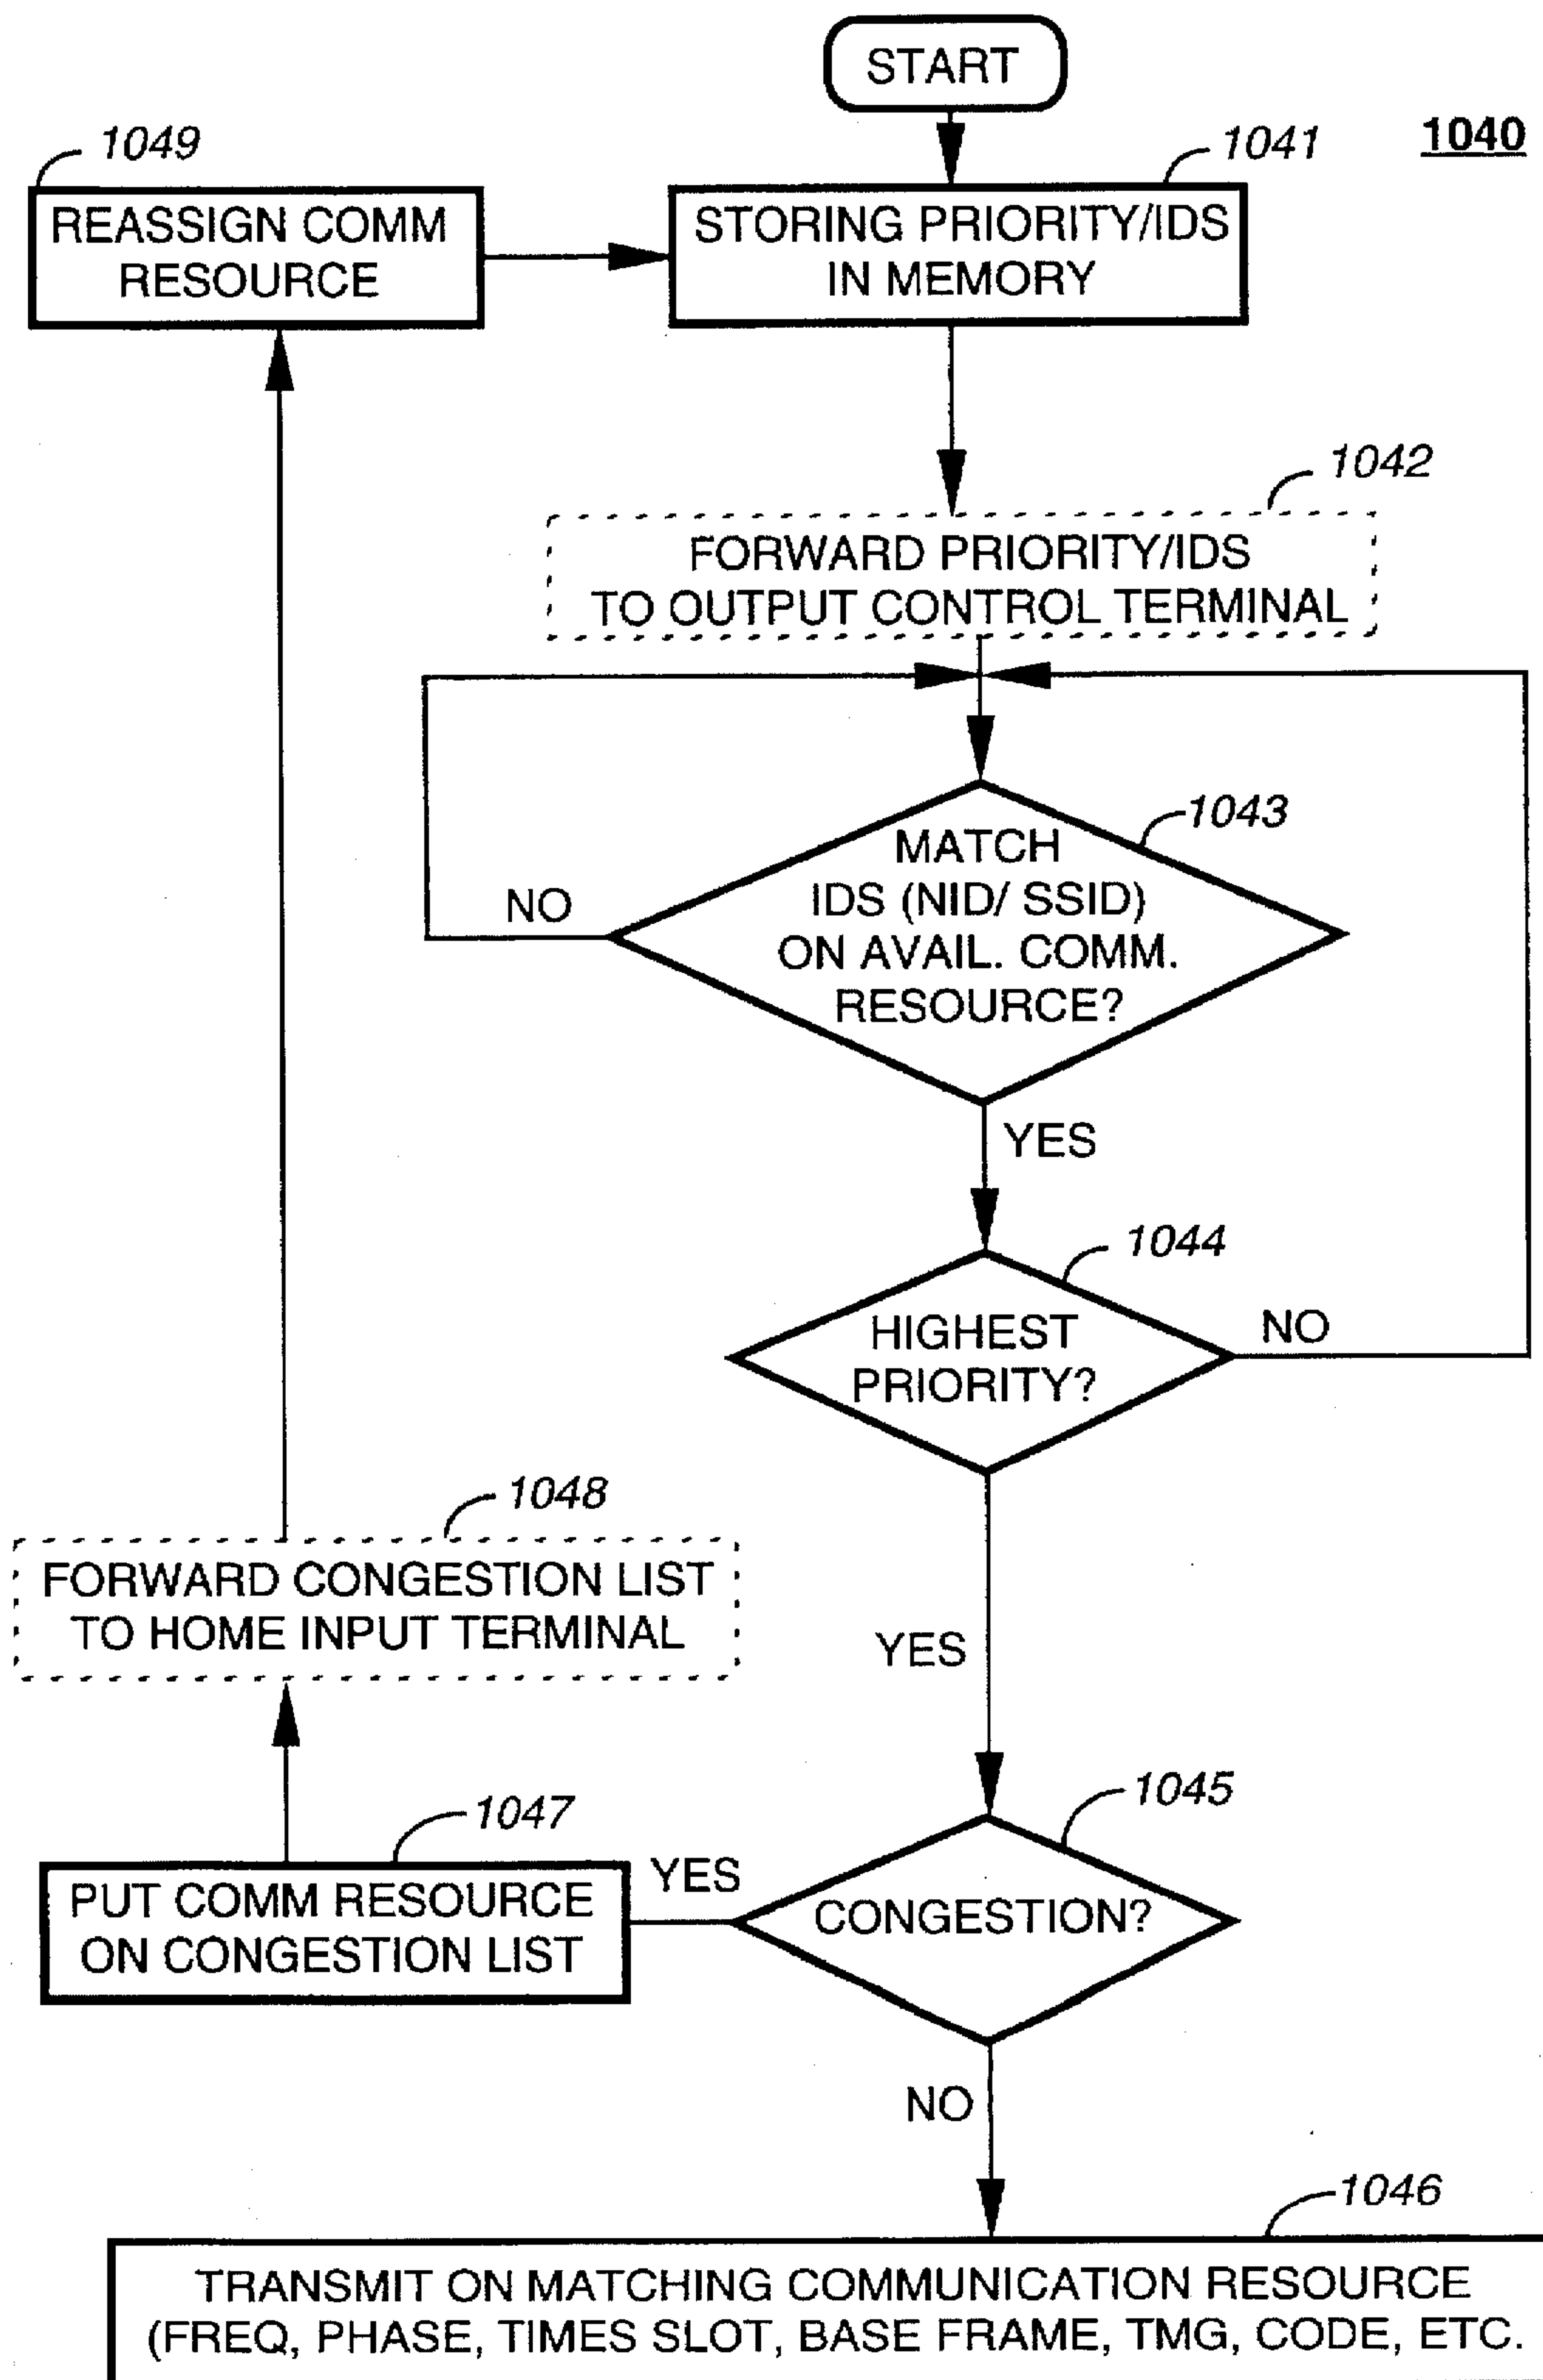 START
1040
1049
1041
REASSIGN COMM
RESOURCE
STORING PRIORITY/IDS
IN MEMORY
1042
FORWARD PRIORITY/IDS
TO OUTPUT CONTROL TERMINAL
1043
MATCH
IDS (NID/ SSID)
ON AVAIL. COMM.
RESOURCE?
NO
YES
1044
HIGHEST
PRIORITY?
NO
1048
FORWARD CONGESTION LIST
TO HOME INPUT TERMINAL
YES
1045
1047
PUT COMM RESOURCE
ON CONGESTION LIST
YES
CONGESTION?
NO
1046
TRANSMIT ON MATCHING COMMUNICATION RESOURCE
(FREQ, PHASE, TIMES SLOT, BASE FRAME, TMG, CODE, ETC.